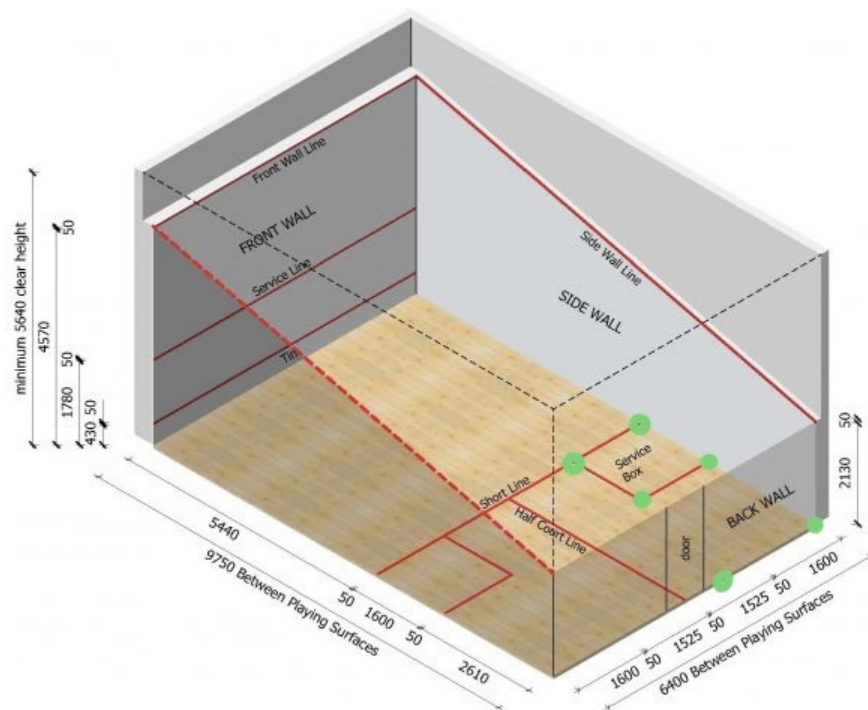 Front Wall Line
FRONT WALL
Service Line
Tin
Side Wall Line
SIDE WALL
Short Line
Half Court Line
Service
Box
door
BACK WALL
minimum 5640 clear height
4570
50
1780
50
430
50
50
2130
5440
50
1600
50
2610
9750 Between Playing Surfaces
1600
50
1525
50
1525
50
1600
6400 Between Playing Surfaces